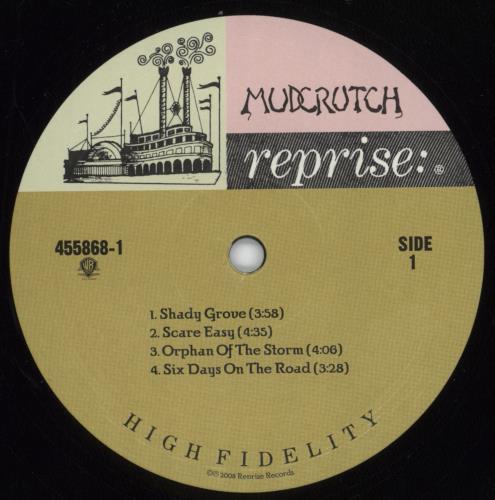 MUDCRUTCH
reprise: ®
455868-1
SIDE
1
1. Shady Grove (3:58)
2. Scare Easy (4:35)
3. Orphan Of The Storm (4:06)
4. Six Days On The Road (3:28)
HIGH FIDELITY
©℗ 2008 Reprise Records